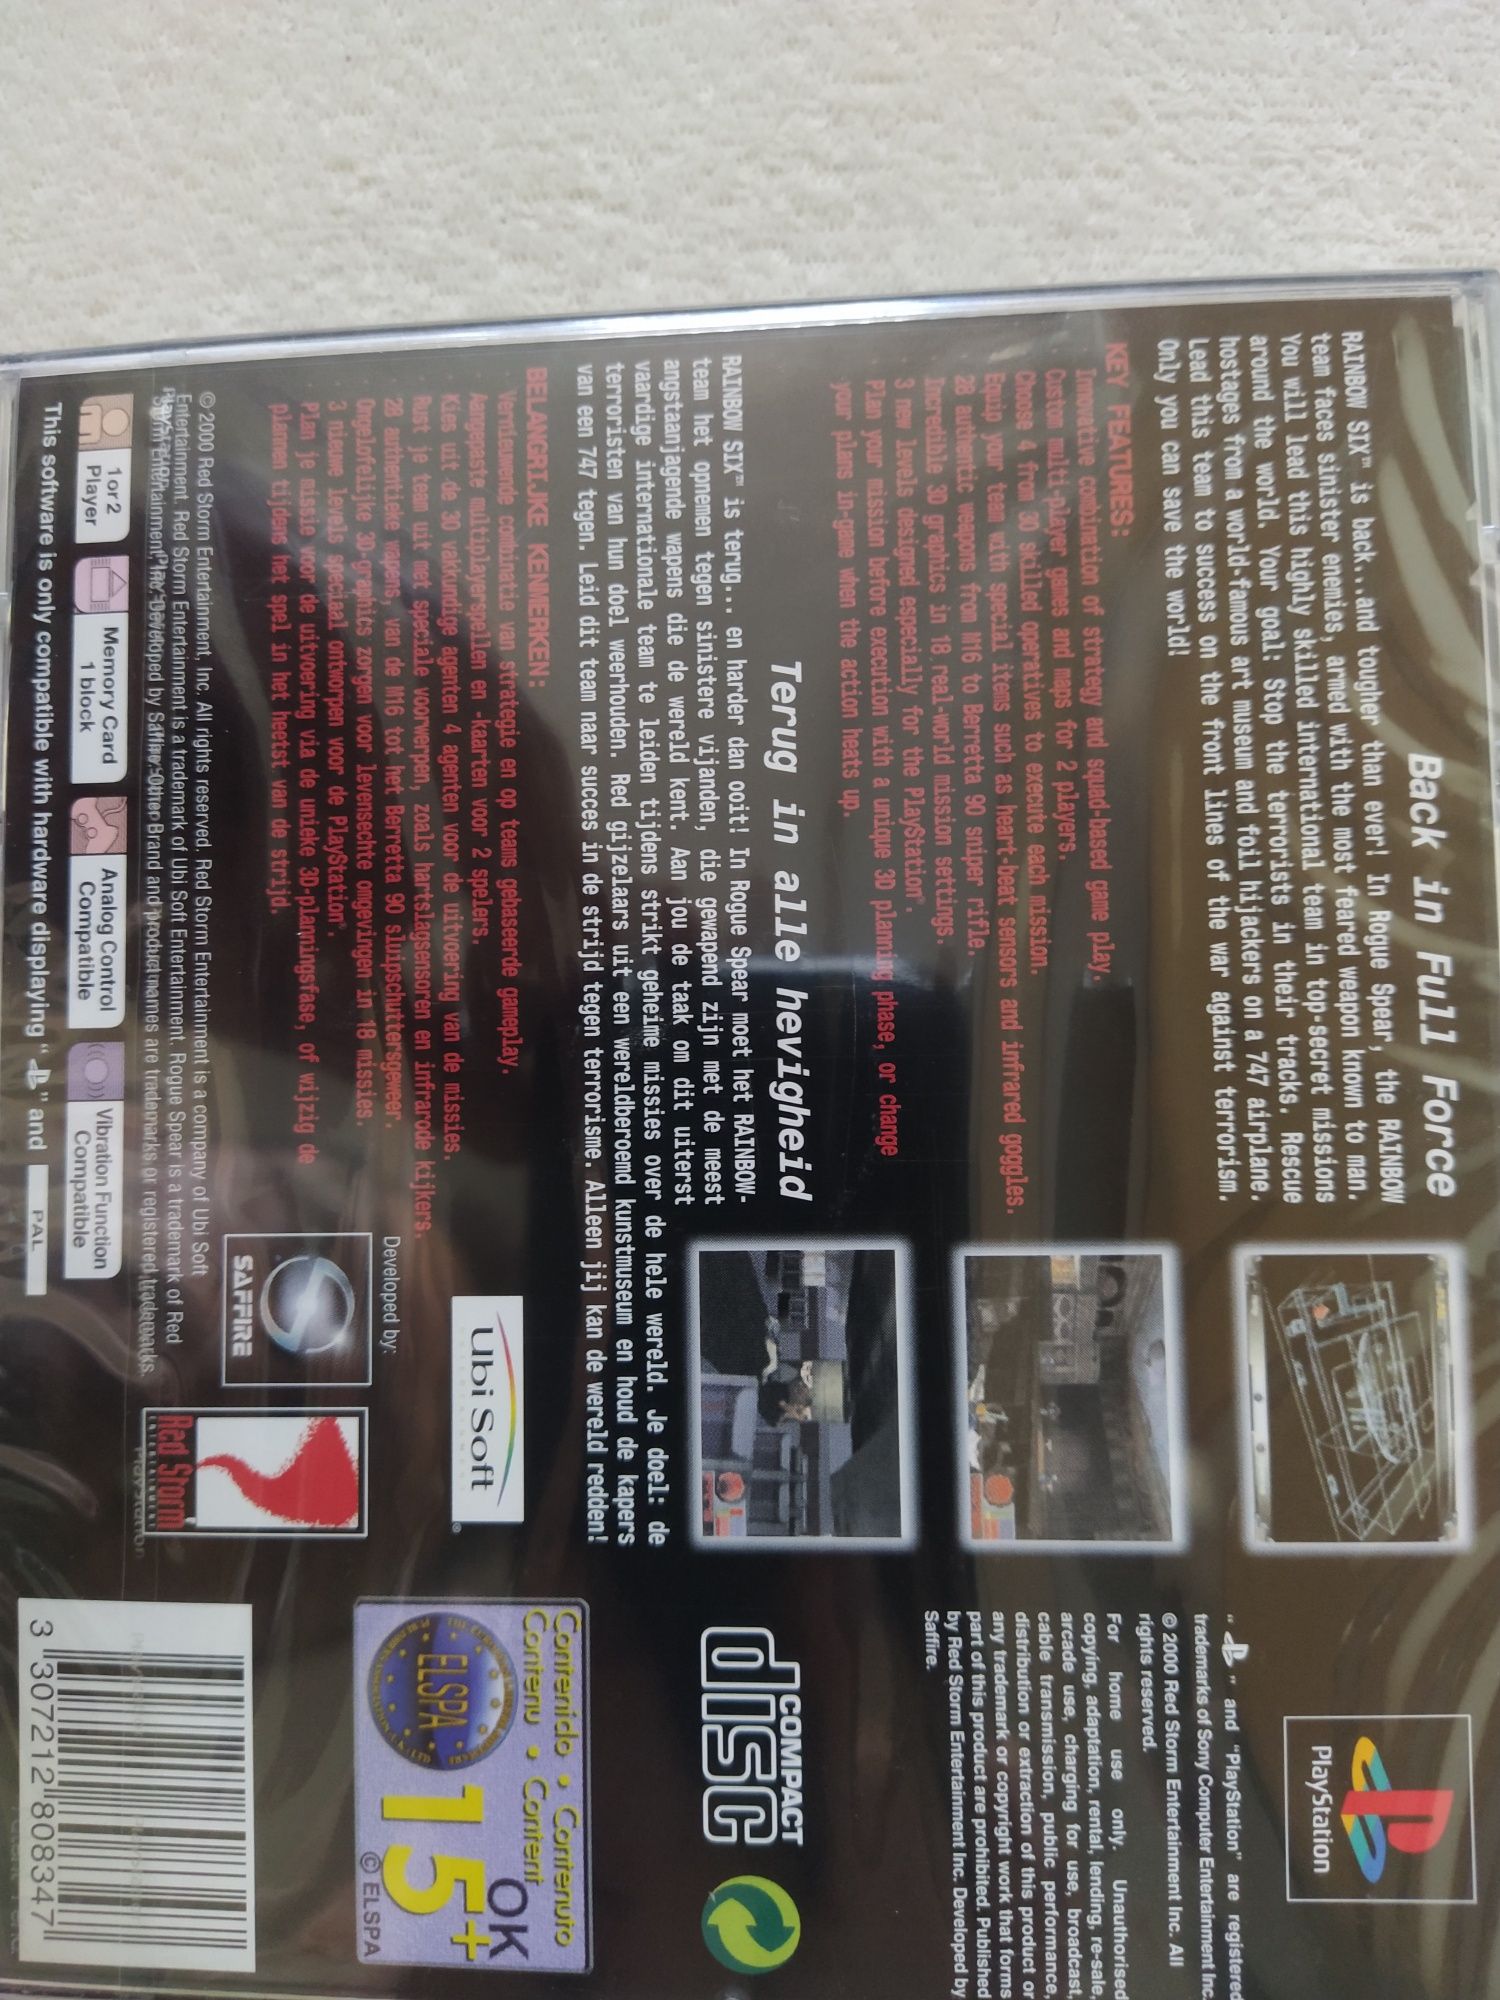 Back in Full Force
RAINBOW SIX™ is back...and tougher than ever! In Rogue Spear, the RAINBOW
team faces sinister enemies, armed with the most feared weapon known to man.
You will lead this highly skilled international team in top-secret missions
around the world. Your goal: Stop the terrorists in their tracks. Rescue
hostages from a world-famous art museum and foil hijackers on a 747 airplane.
Lead this team to success on the front lines of the war against terrorism.
Only you can save the world!
KEY FEATURES:
Innovative combination of strategy and squad-based game play.
Custom multi-player games and maps for 2 players.
Choose 4 from 30 skilled operatives to execute each mission.
Equip your team with special items such as heart-beat sensors and infrared goggles.
28 authentic weapons from M16 to Berretta 90 sniper rifle.
Incredible 3D graphics in 18 real-world mission settings.
3 new levels designed especially for the PlayStation®.
Plan your mission before execution with a unique 3D planning phase, or change
your plans in-game when the action heats up.
Terug in alle hevigheid
RAINBOW SIX™ is terug... en harder dan ooit! In Rogue Spear moet het RAINBOW-
team het opnemen tegen sinistere vijanden, die gewapend zijn met de meest
angstaanjagende wapens die de wereld kent. Aan jou de taak om dit uiterst
vaardige internationale team te leiden tijdens strikt geheime missies over de hele wereld. Je doel: de
terroristen van hun doel weerhouden. Red gijzelaars uit een wereldberoemd kunstmuseum en houd de kapers
van een 747 tegen. Leid dit team naar succes in de strijd tegen terrorisme. Alleen jij kan de wereld redden!
BELANGRIJKE KENMERKEN:
Vernieuwende combinatie van strategie en op teams gebaseerde gameplay.
Aangepaste multiplayerspellen en -kaarten voor 2 spelers.
Kies uit de 30 vakkundige agenten 4 agenten voor de uitvoering van de missies.
Rust je team uit met speciale voorwerpen, zoals hartslagsensoren en infrarode kijkers.
28 authentieke wapens, van de M16 tot het Berretta 90 sluipschuttersgeweer.
Ongelofelijke 3D-graphics zorgen voor levensechte omgevingen in 18 missies.
3 nieuwe levels speciaal ontworpen voor de PlayStation®.
Plan je missie voor de uitvoering via de unieke 3D-planningsfase, of wijzig de
plannen tijdens het spel in het heetst van de strijd.
© 2000 Red Storm Entertainment, Inc. All rights reserved. Red Storm Entertainment is a company of Ubi Soft
Entertainment. Red Storm Entertainment is a trademark of Ubi Soft Entertainment. Rogue Spear is a trademark of Red
Storm Entertainment, Inc. Developed by Saffire. Other Brand and product names are trademarks or registered trademarks.
1 or 2
Player
Memory Card
1 block
Analog Control
Compatible
Vibration Function
Compatible
This software is only compatible with hardware displaying " " and PAL
Ubi Soft
Developed by:
SAFFIRE
Red Storm
ENTERTAINMENT
PlayStation
" " and "PlayStation" are registered
trademarks of Sony Computer Entertainment Inc.
© 2000 Red Storm Entertainment Inc. All
rights reserved.
For home use only. Unauthorised
copying, adaptation, rental, lending, re-sale,
arcade use, charging for use, broadcast,
cable transmission, public performance,
distribution or extraction of this product or
any trademark or copyright work that forms
part of this product are prohibited. Published
by Red Storm Entertainment Inc. Developed by
Saffire.
COMPACT
disc
Contenido • Contenuto
Contenu • Content
ELSPA
OK
15+
© ELSPA
3 307212 808347